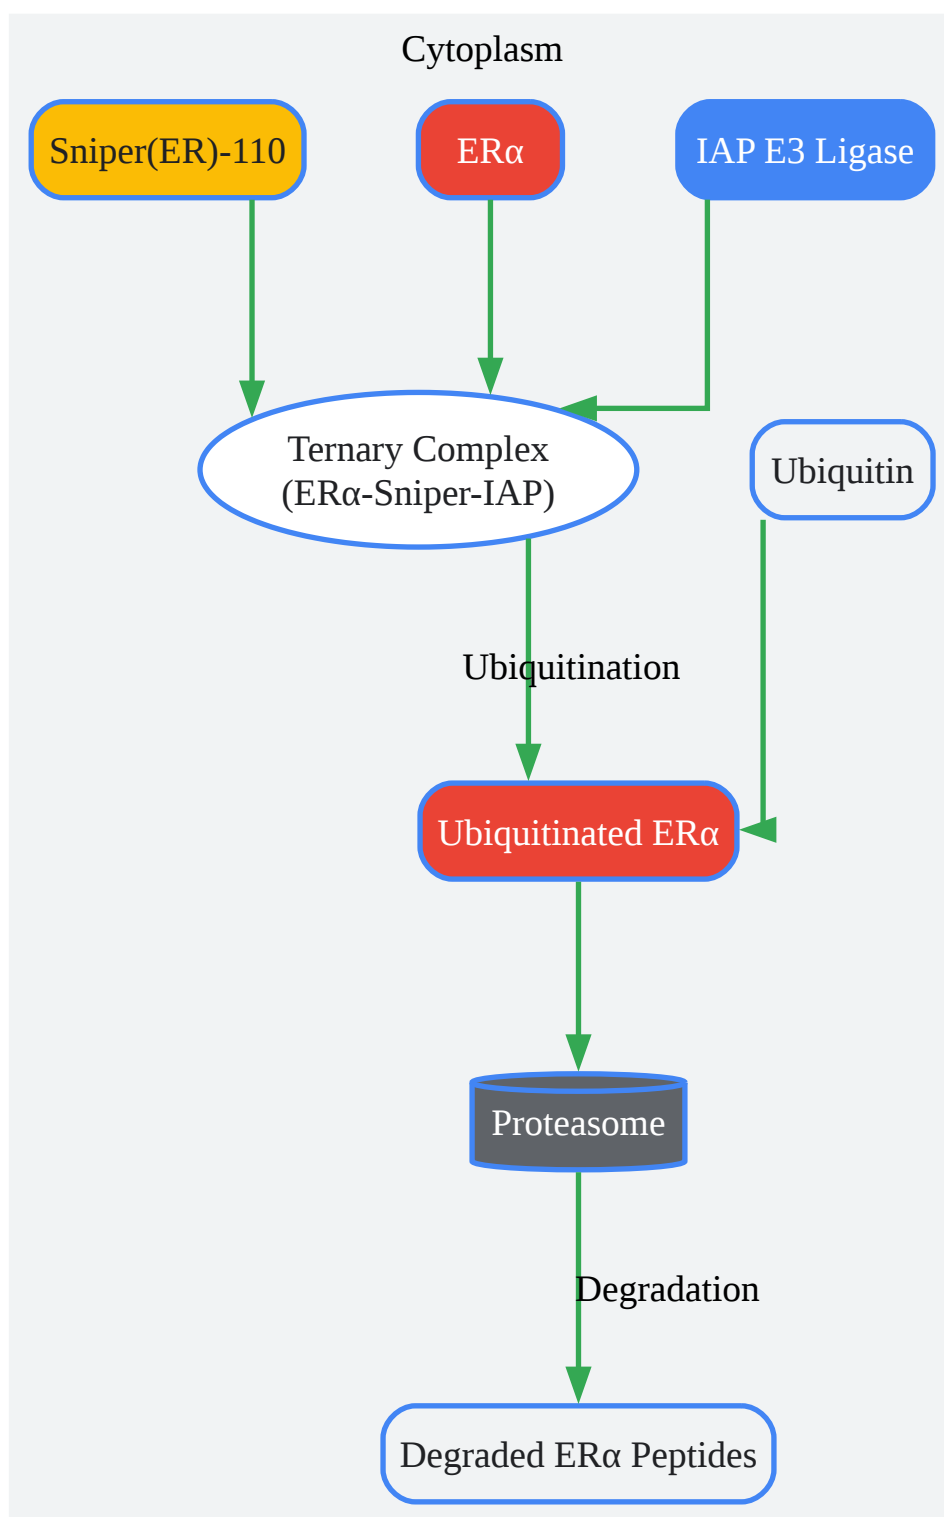 Cytoplasm
Sniper(ER)-110
ERα
IAP E3 Ligase
Ternary Complex
(ERα-Sniper-IAP)
Ubiquitin
Ubiquitination
Ubiquitinated ERα
Proteasome
Degradation
Degraded ERα Peptides